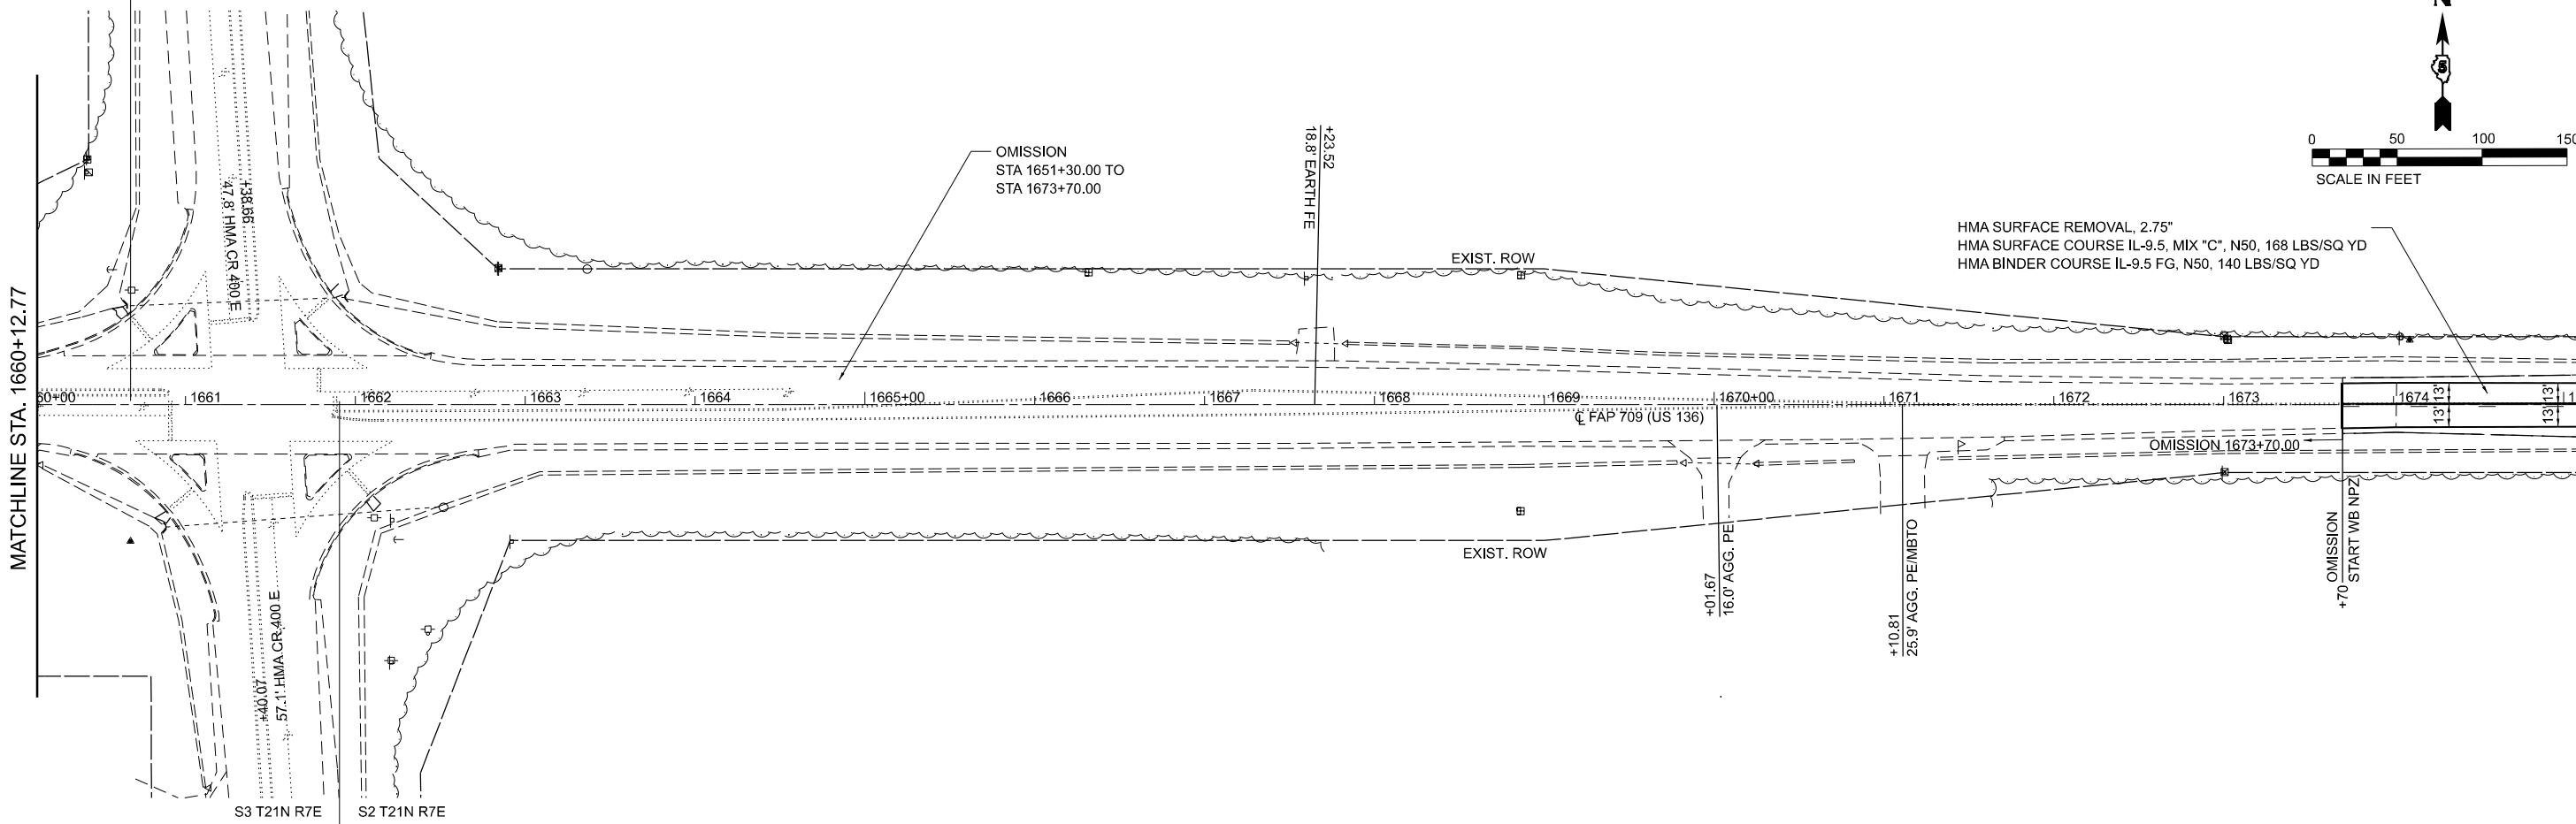 N
5
0 50 100 150
SCALE IN FEET
MATCHLINE STA. 1660+12.77
+38.66
47.8' HMA CR 400 E
OMISSION
STA 1651+30.00 TO
STA 1673+70.00
+23.52
18.8' EARTH FE
EXIST. ROW
HMA SURFACE REMOVAL, 2.75"
HMA SURFACE COURSE IL-9.5, MIX "C", N50, 168 LBS/SQ YD
HMA BINDER COURSE IL-9.5 FG, N50, 140 LBS/SQ YD
60+00 1661 1662 1663 1664 1665+00 1666 1667 1668 1669 1670+00 1671 1672 1673 1674
13' 13'
13' 13'
℄ FAP 709 (US 136)
OMISSION 1673+70.00
EXIST. ROW
+01.67
16.0' AGG. PE
+10.81
25.9' AGG. PE/MBTO
+70
OMISSION
START WB NPZ
+40.07
57.1' HMA CR 400 E
S3 T21N R7E
S2 T21N R7E